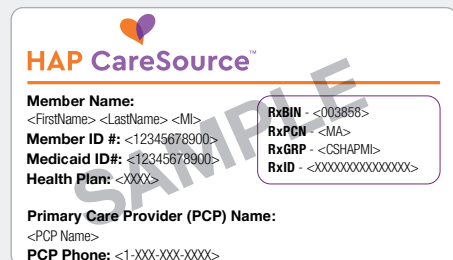 HAP CareSource™
Member Name:
<FirstName> <LastName> <MI>
Member ID #: <12345678900>
Medicaid ID#: <12345678900>
Health Plan: <XXXX>
RxBIN - <003858>
RxPCN - <MA>
RxGRP - <CSHAPMI>
RxID - <XXXXXXXXXXXXXXX>
SAMPLE
Primary Care Provider (PCP) Name:
<PCP Name>
PCP Phone: <1-XXX-XXX-XXXX>